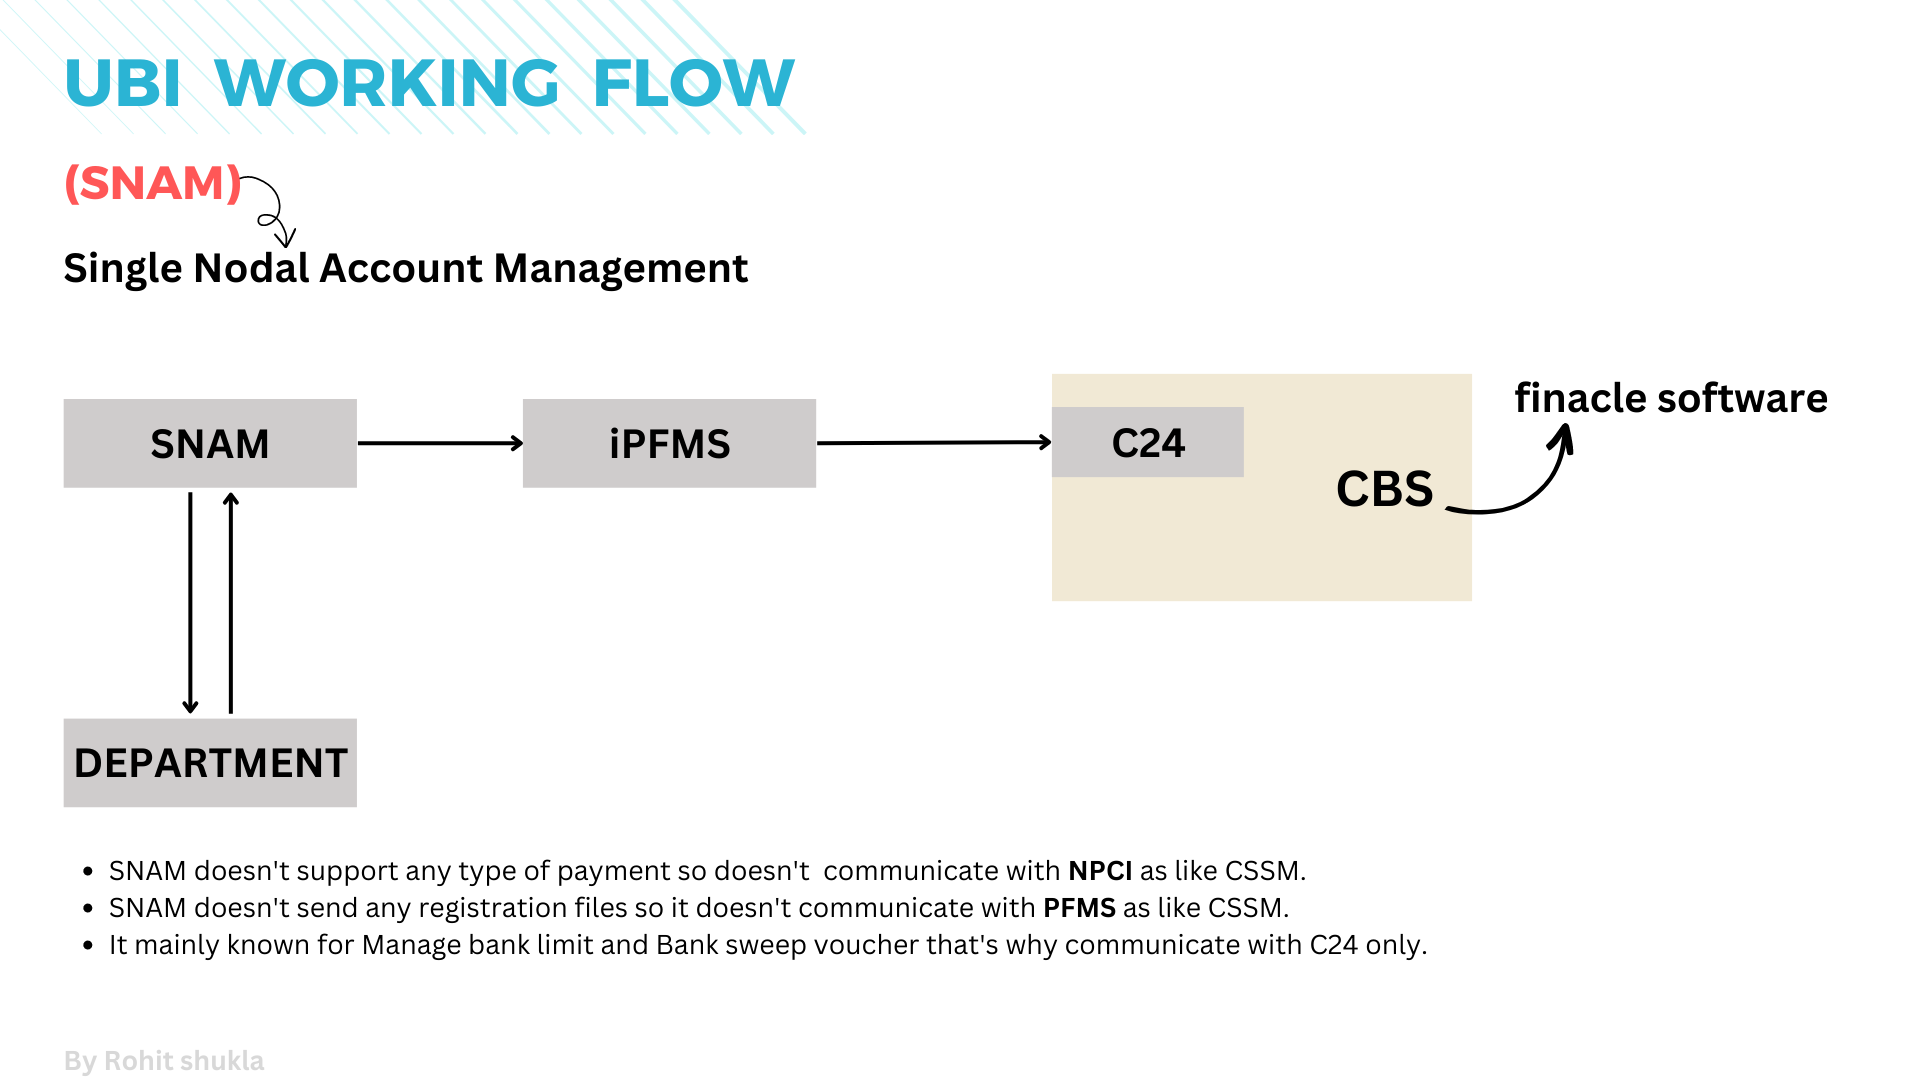 UBI WORKING FLOW
(SNAM)
Single Nodal Account Management
finacle software
SNAM
iPFMS
C24
CBS
DEPARTMENT
• SNAM doesn't support any type of payment so doesn't  communicate with NPCI as like CSSM.
• SNAM doesn't send any registration files so it doesn't communicate with PFMS as like CSSM.
• It mainly known for Manage bank limit and Bank sweep voucher that's why communicate with C24 only.
By Rohit shukla